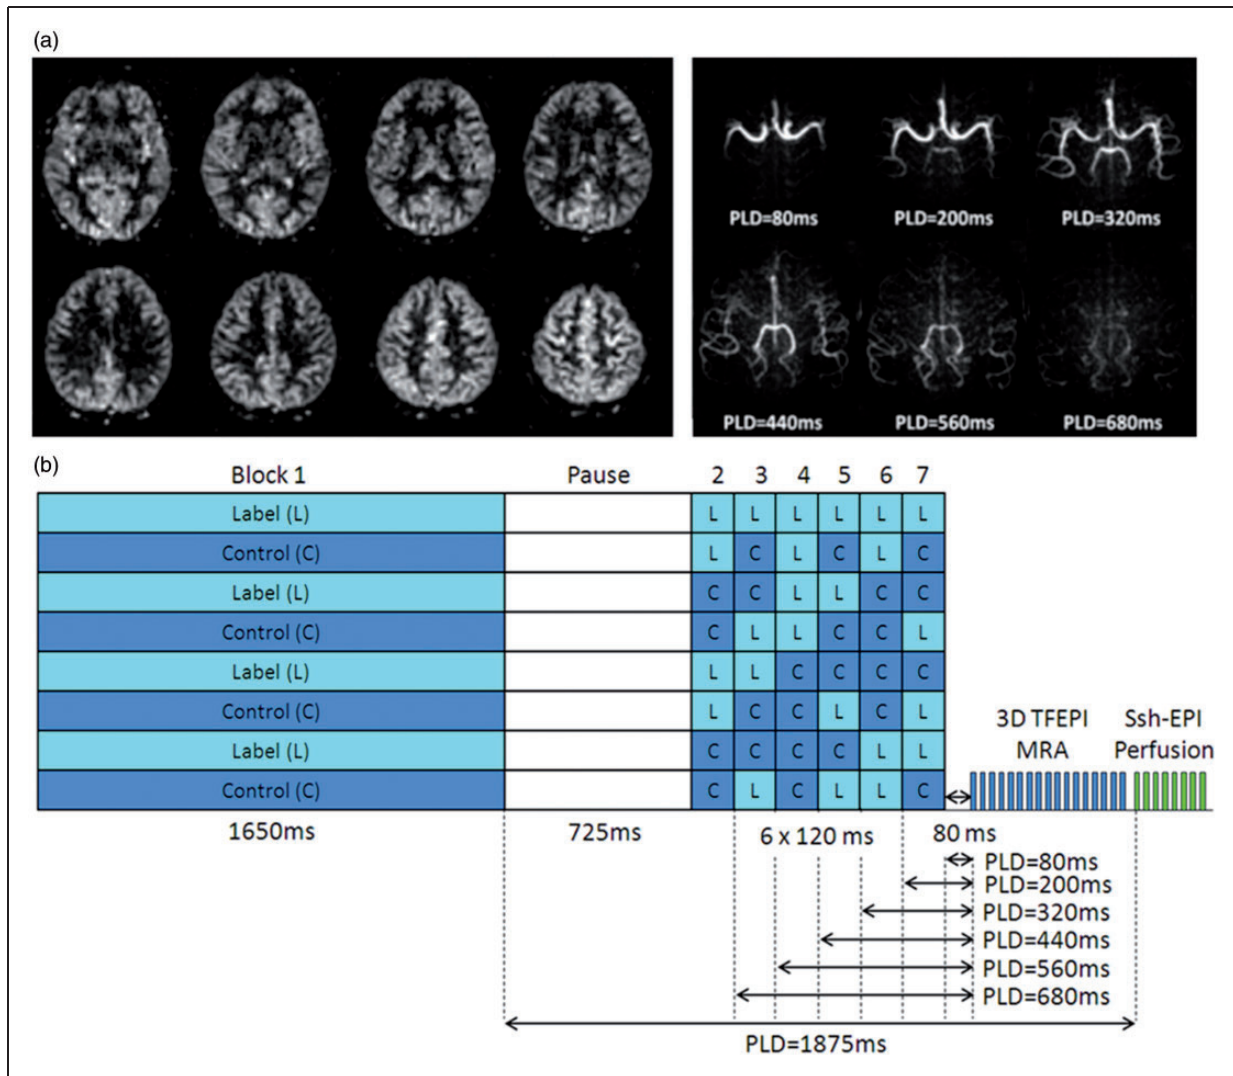 (a)
PLD=80ms PLD=200ms PLD=320ms
PLD=440ms PLD=560ms PLD=680ms
(b)
Block 1 Pause 2 3 4 5 6 7
Label (L) L L L L L L
Control (C) L C L C L C
Label (L) C C L L C C
Control (C) C L L C C L
Label (L) L L C C C C
Control (C) L C C L C L
Label (L) C C C C L L
Control (C) C L C L L C
3D TFEPI MRA
Ssh-EPI Perfusion
1650ms 725ms 6 x 120 ms 80 ms
PLD=80ms
PLD=200ms
PLD=320ms
PLD=440ms
PLD=560ms
PLD=680ms
PLD=1875ms